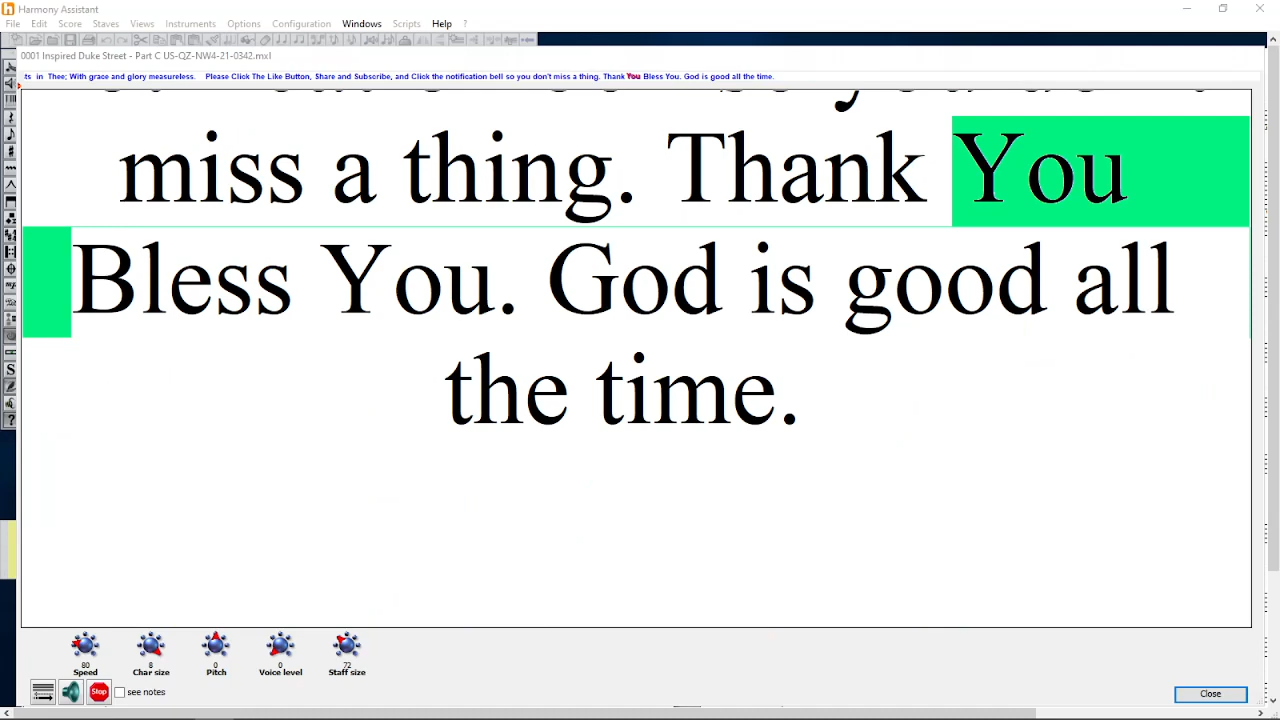 Harmony Assistant
File Edit Score Staves Views Instruments Options Configuration Windows Scripts Help ?
0001 Inspired Duke Street - Part C US-QZ-NW4-21-0342.mxl
ts in Thee; With grace and glory measureless. Please Click The Like Button, Share and Subscribe, and Click the notification bell so you don't miss a thing. Thank You Bless You. God is good all the time.
miss a thing. Thank You
Bless You. God is good all
the time.
80 8 0 0 72
Speed Char size Pitch Voice level Staff size
Stop see notes Close